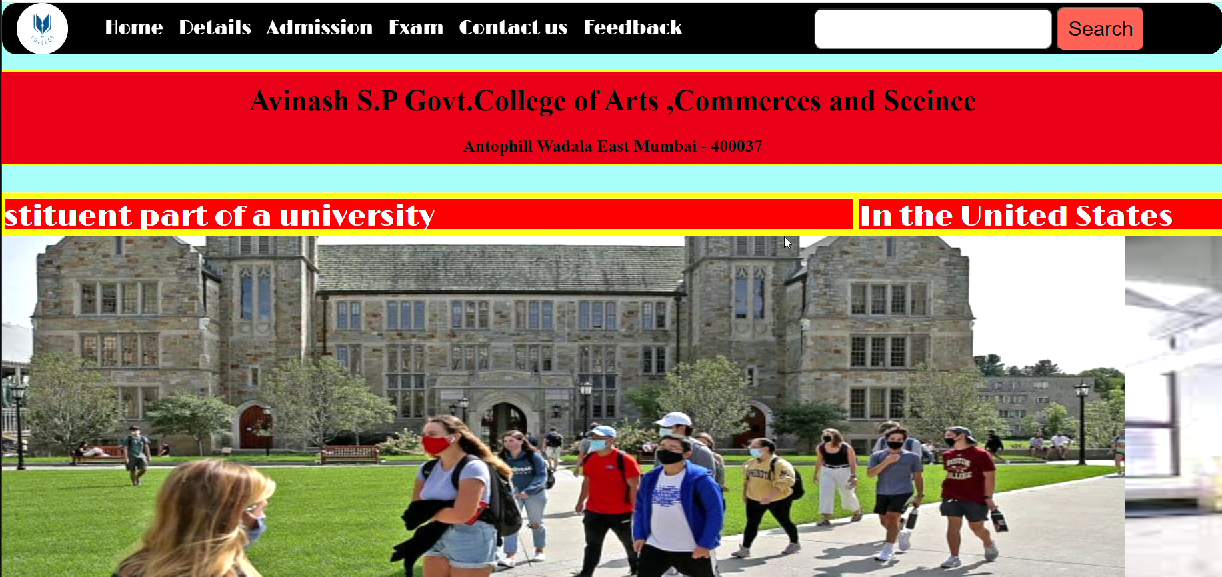 Home Details Admission Exam Contact us Feedback
Search
Avinash S.P Govt.College of Arts ,Commerces and Sceince
Antophill Wadala East Mumbai - 400037
stituent part of a university
In the United States